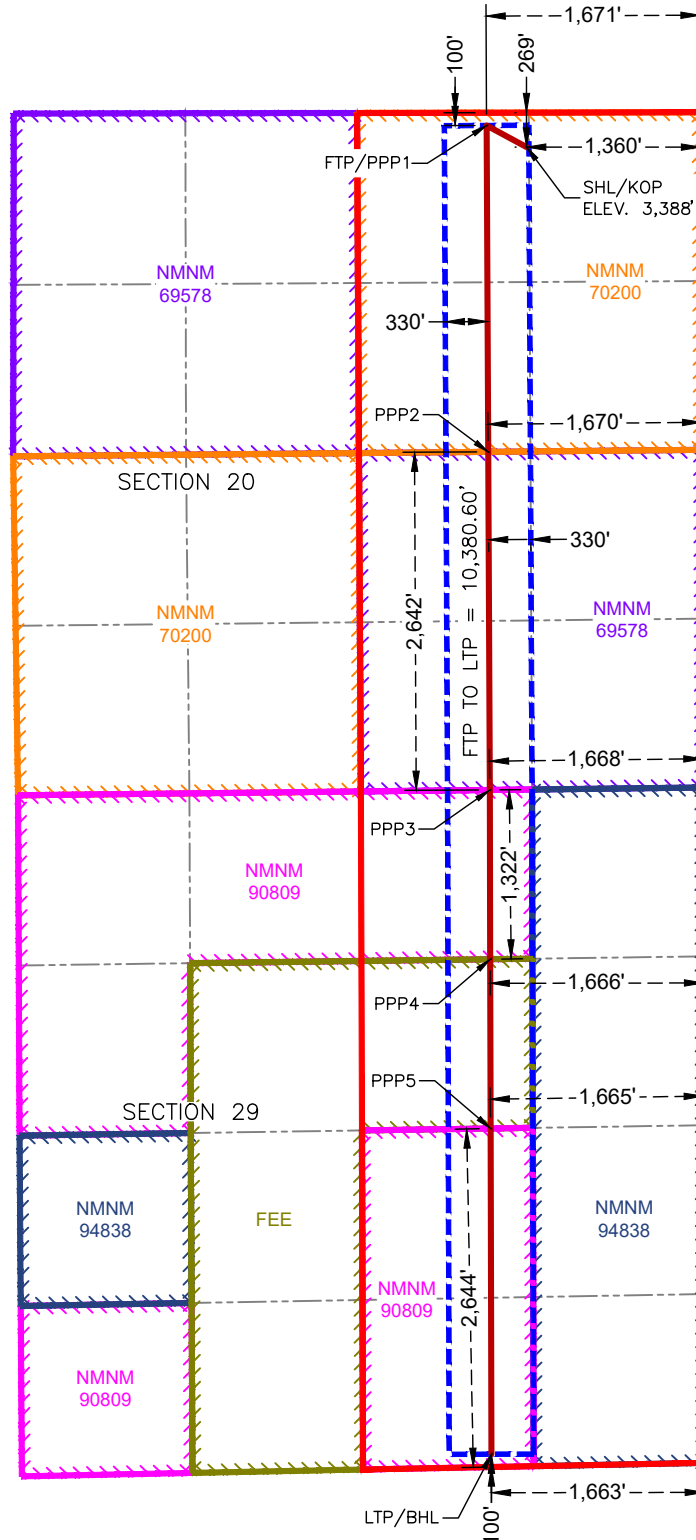 1,671'
100'
269'
FTP/PPP1
1,360'
SHL/KOP
ELEV. 3,388'
NMNM
69578
NMNM
70200
330'
PPP2
1,670'
SECTION 20
330'
2,642'
FTP TO LTP = 10,380.60'
NMNM
70200
NMNM
69578
1,668'
PPP3
1,322'
NMNM
90809
PPP4
1,666'
PPP5
1,665'
SECTION 29
NMNM
94838
FEE
NMNM
94838
NMNM
90809
2,644'
NMNM
90809
LTP/BHL
100'
1,663'